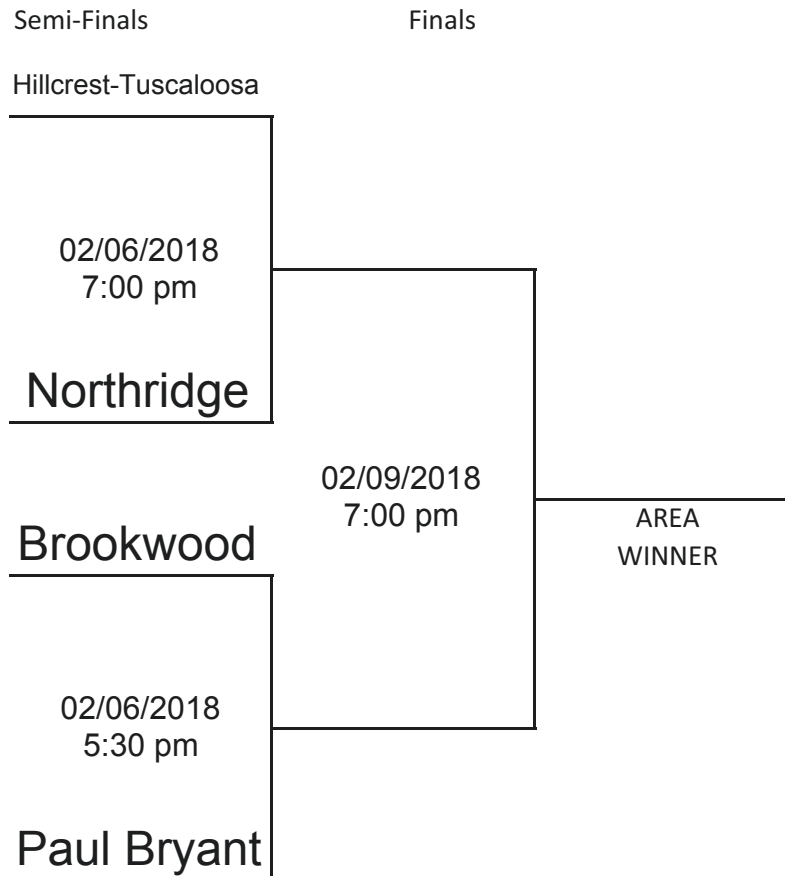 Semi-Finals
Finals
Hillcrest-Tuscaloosa
02/06/2018
7:00 pm
Northridge
02/09/2018
7:00 pm
AREA
WINNER
Brookwood
02/06/2018
5:30 pm
Paul Bryant